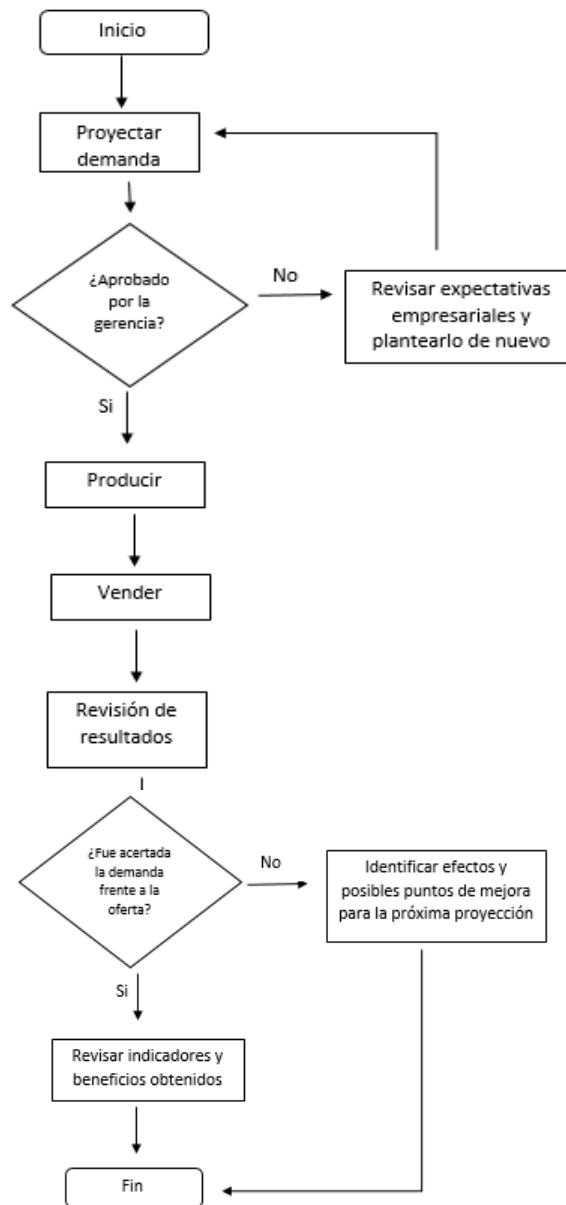 Inicio
Proyectar
demanda
¿Aprobado
por la
gerencia?
No
Revisar expectativas
empresariales y
plantearlo de nuevo
Si
Producir
Vender
Revisión de
resultados
¿Fue acertada
la demanda
frente a la
oferta?
No
Identificar efectos y
posibles puntos de mejora
para la próxima proyección
Si
Revisar indicadores y
beneficios obtenidos
Fin